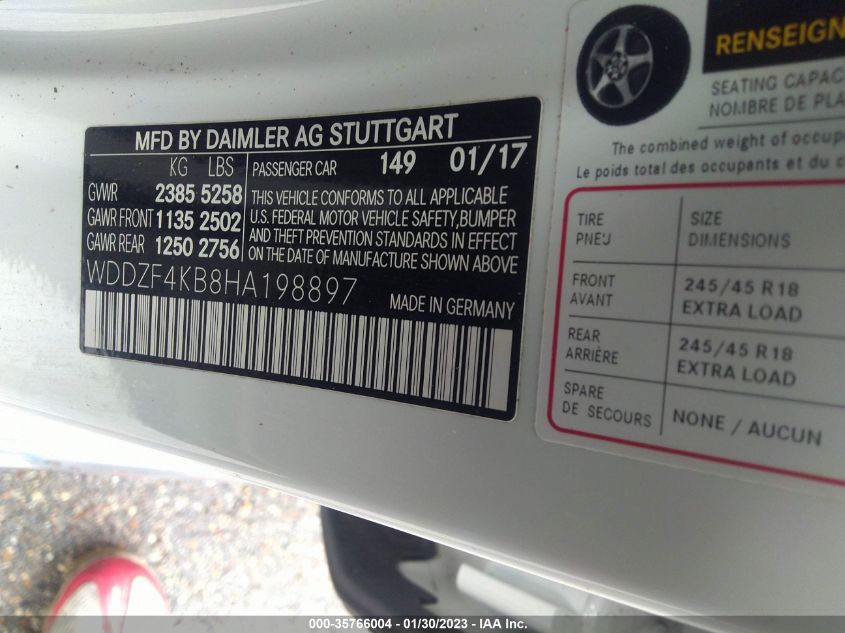 MFD BY DAIMLER AG STUTTGART
KG LBS
GVWR 2385 5258
GAWR FRONT 1135 2502
GAWR REAR 1250 2756
PASSENGER CAR 149 01/17
THIS VEHICLE CONFORMS TO ALL APPLICABLE
U.S. FEDERAL MOTOR VEHICLE SAFETY,BUMPER
AND THEFT PREVENTION STANDARDS IN EFFECT
ON THE DATE OF MANUFACTURE SHOWN ABOVE
WDDZF4KB8HA198897
MADE IN GERMANY
SEATING
NOMBRE DE
The combined weight of
Le poids total des occupants et du
TIRE SIZE
PNEU DIMENSIONS
FRONT 245/45 R18
AVANT EXTRA LOAD
REAR 245/45 R18
ARRIÈRE EXTRA LOAD
SPARE NONE / AUCUN
DE SECOURS
000-35766004 - 01/30/2023 - IAA Inc.